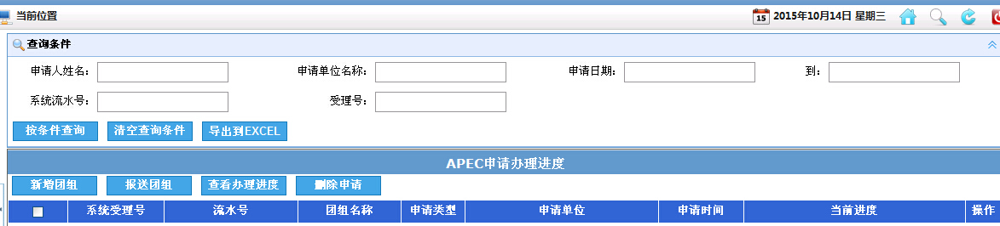 当前位置
15 2015年10月14日 星期三
查询条件
申请人姓名： 申请单位名称： 申请日期： 到：
系统流水号： 受理号：
按条件查询 清空查询条件 导出到EXCEL
APEC申请办理进度
新增团组 报送团组 查看办理进度 删除申请
系统受理号 流水号 团组名称 申请类型 申请单位 申请时间 当前进度 操作